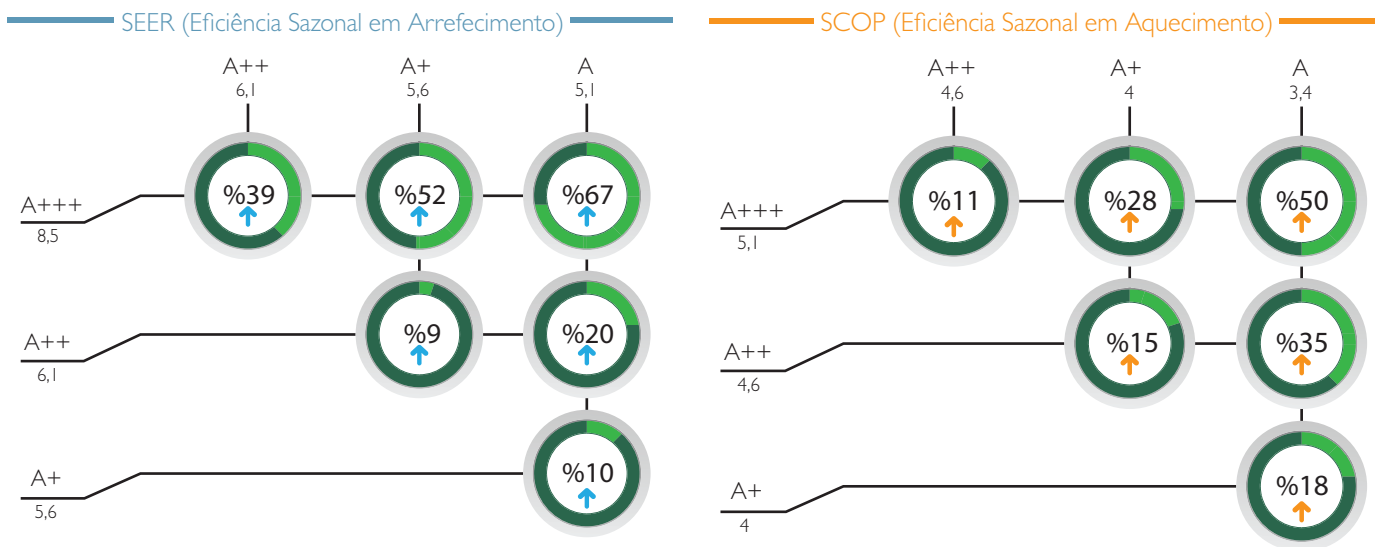 SEER (Eficiência Sazonal em Arrefecimento)
A++
6,1
A+
5,6
A
5,1
A+++
8,5
%39
%52
%67
A++
6,1
%9
%20
A+
5,6
%10
SCOP (Eficiência Sazonal em Aquecimento)
A++
4,6
A+
4
A
3,4
A+++
5,1
%11
%28
%50
A++
4,6
%15
%35
A+
4
%18